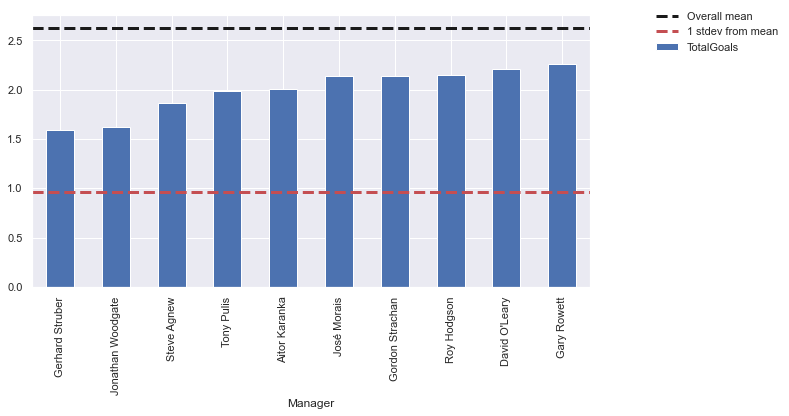 Overall mean
1 stdev from mean
TotalGoals
2.5
2.0
1.5
1.0
0.5
0.0
Gerhard Struber
Jonathan Woodgate
Steve Agnew
Tony Pulis
Aitor Karanka
José Morais
Gordon Strachan
Roy Hodgson
David O'Leary
Gary Rowett
Manager